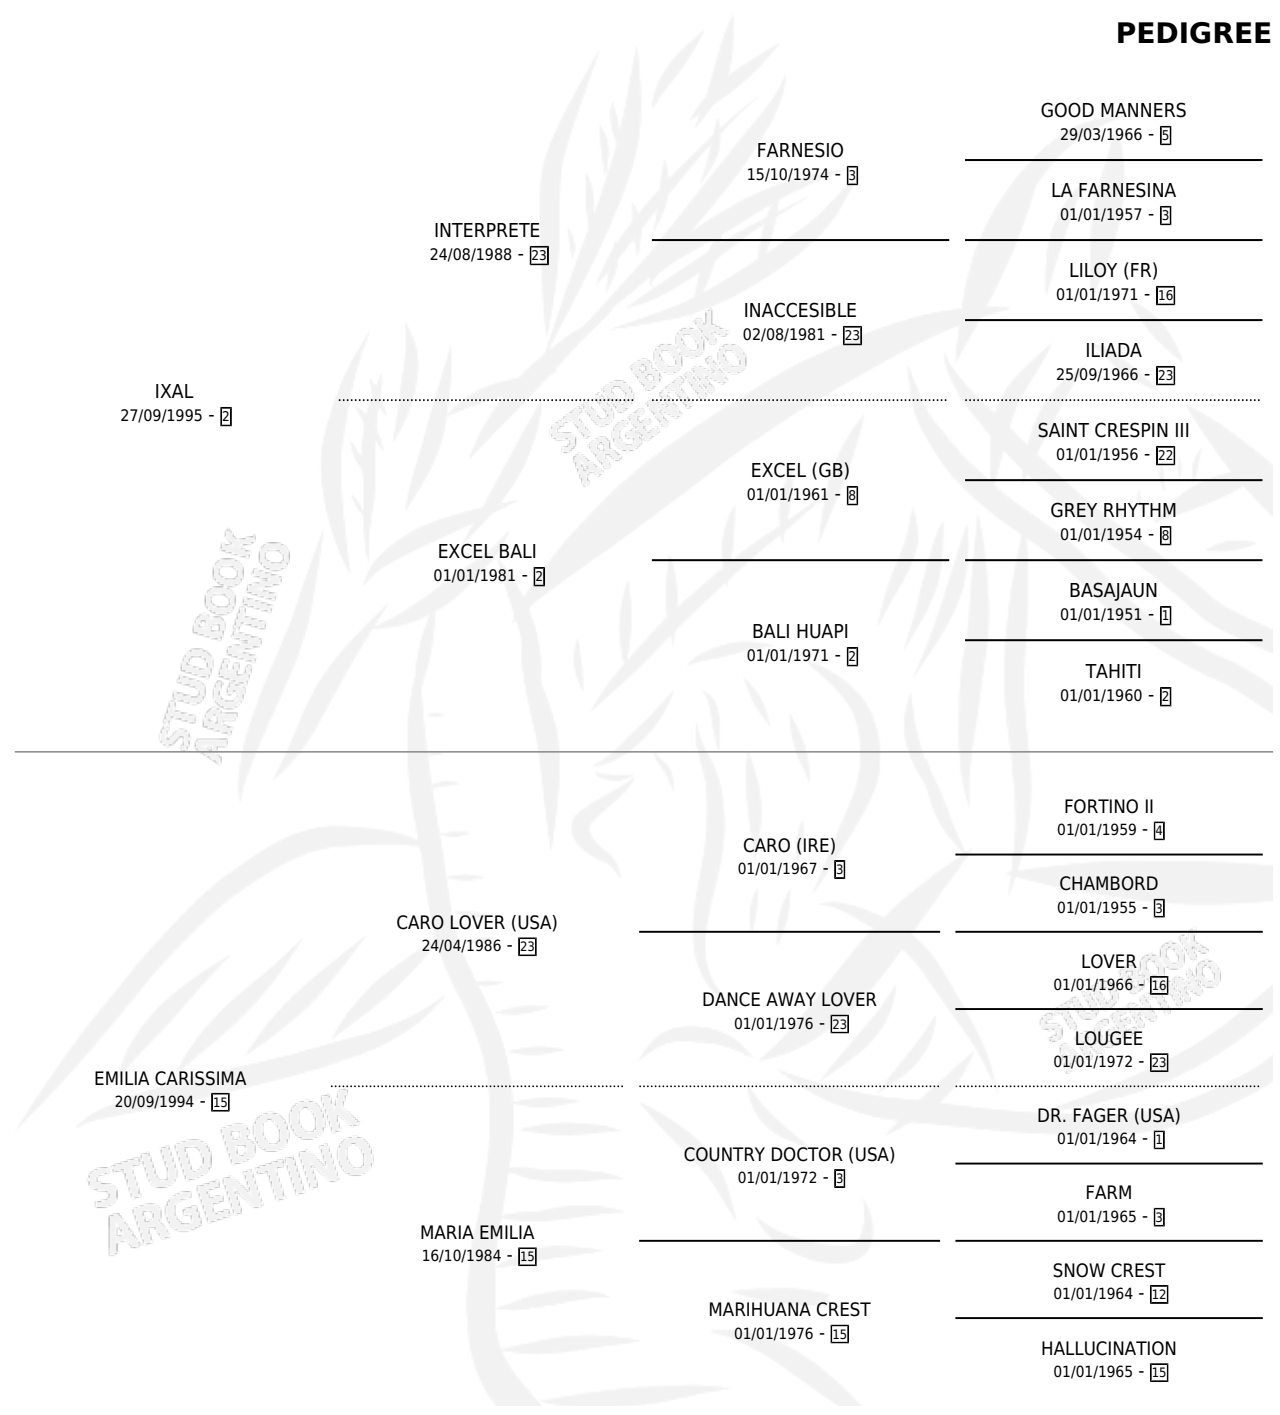 PEDIGREE
GOOD MANNERS
29/03/1966 - 5
FARNESIO
15/10/1974 - 3
LA FARNESINA
01/01/1957 - 3
INTERPRETE
24/08/1988 - 23
LILOY (FR)
01/01/1971 - 16
INACCESIBLE
02/08/1981 - 23
ILIADA
25/09/1966 - 23
IXAL
27/09/1995 - 2
STUD BOOK
ARGENTINO
SAINT CRESPIN III
01/01/1956 - 22
EXCEL (GB)
01/01/1961 - 8
GREY RHYTHM
01/01/1954 - 8
EXCEL BALI
01/01/1981 - 2
BASAJAUN
01/01/1951 - 1
BALI HUAPI
01/01/1971 - 2
TAHITI
01/01/1960 - 2
STUD BOOK
ARGENTINO
FORTINO II
01/01/1959 - 4
CARO (IRE)
01/01/1967 - 3
CHAMBORD
01/01/1955 - 3
CARO LOVER (USA)
24/04/1986 - 23
LOVER
01/01/1966 - 16
DANCE AWAY LOVER
01/01/1976 - 23
STUD BOOK
ARGENTINO
LOUGEE
01/01/1972 - 23
EMILIA CARISSIMA
20/09/1994 - 15
STUD BOOK
ARGENTINO
DR. FAGER (USA)
01/01/1964 - 1
COUNTRY DOCTOR (USA)
01/01/1972 - 3
FARM
01/01/1965 - 3
MARIA EMILIA
16/10/1984 - 15
SNOW CREST
01/01/1964 - 12
MARIHUANA CREST
01/01/1976 - 15
HALLUCINATION
01/01/1965 - 15